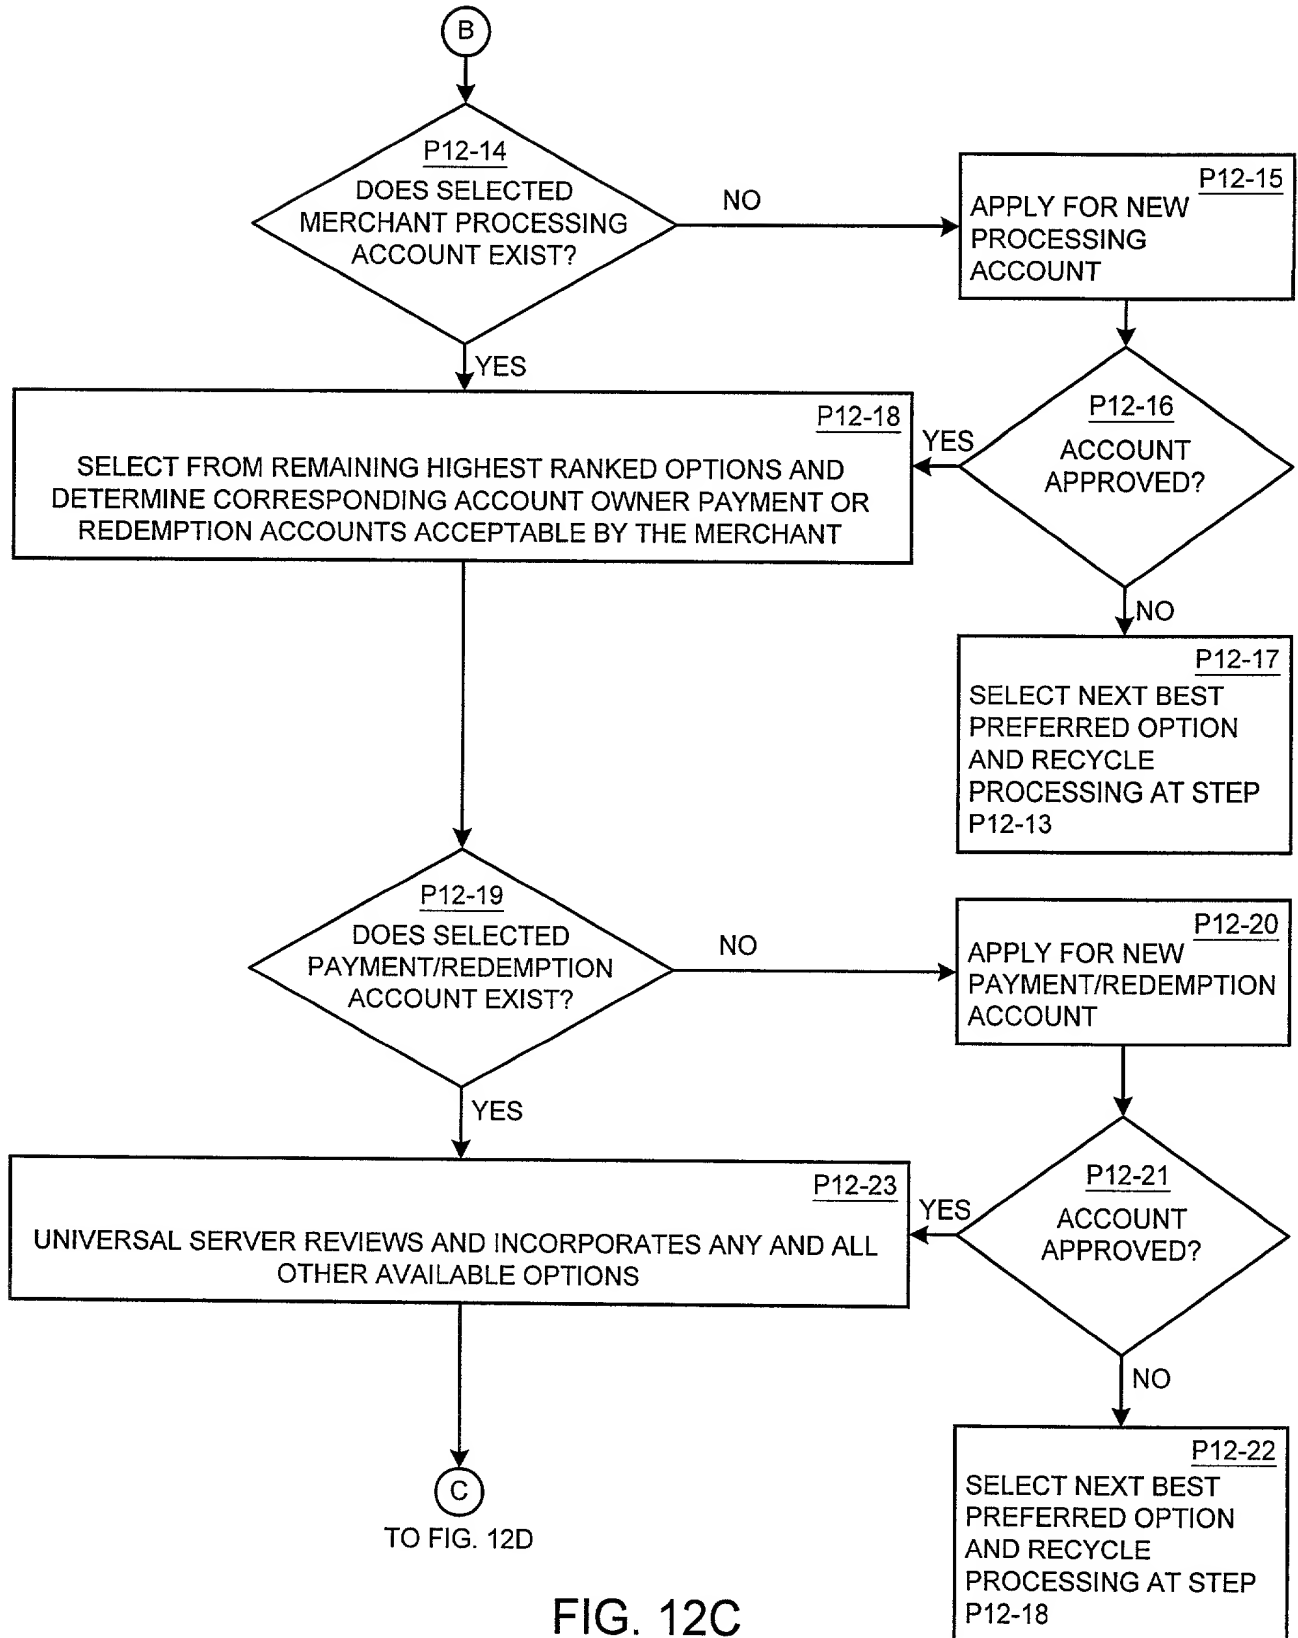 B
P12-14
DOES SELECTED
MERCHANT PROCESSING
ACCOUNT EXIST?
NO
P12-15
APPLY FOR NEW
PROCESSING
ACCOUNT
YES
P12-16
ACCOUNT
APPROVED?
YES
P12-18
SELECT FROM REMAINING HIGHEST RANKED OPTIONS AND
DETERMINE CORRESPONDING ACCOUNT OWNER PAYMENT OR
REDEMPTION ACCOUNTS ACCEPTABLE BY THE MERCHANT
NO
P12-17
SELECT NEXT BEST
PREFERRED OPTION
AND RECYCLE
PROCESSING AT STEP
P12-13
P12-19
DOES SELECTED
PAYMENT/REDEMPTION
ACCOUNT EXIST?
NO
P12-20
APPLY FOR NEW
PAYMENT/REDEMPTION
ACCOUNT
YES
P12-21
ACCOUNT
APPROVED?
YES
P12-23
UNIVERSAL SERVER REVIEWS AND INCORPORATES ANY AND ALL
OTHER AVAILABLE OPTIONS
NO
P12-22
SELECT NEXT BEST
PREFERRED OPTION
AND RECYCLE
PROCESSING AT STEP
P12-18
C
TO FIG. 12D
FIG. 12C